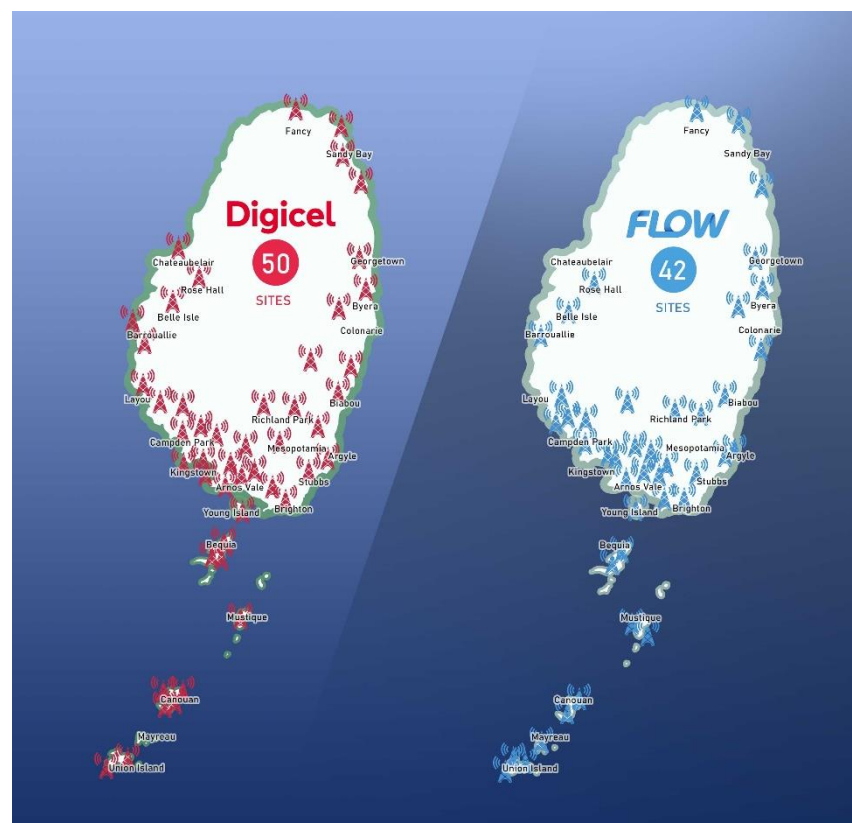 Fancy
Sandy Bay
Digicel
50
SITES
Chateaubelair
Georgetown
Rose Hall
Byera
Belle Isle
Colonarie
Barrouallie
Layou
Biabou
Richland Park
Campden Park
Mesopotamia
Argyle
Kingstown
Stubbs
Arnos Vale
Brighton
Young Island
Bequia
Mustique
Canouan
Mayreau
Union Island
Fancy
Sandy Bay
FLOW
42
SITES
Chateaubelair
Georgetown
Rose Hall
Byera
Belle Isle
Colonarie
Barrouallie
Layou
Biabou
Richland Park
Campden Park
Mesopotamia
Argyle
Kingstown
Stubbs
Arnos Vale
Brighton
Young Island
Bequia
Mustique
Canouan
Mayreau
Union Island